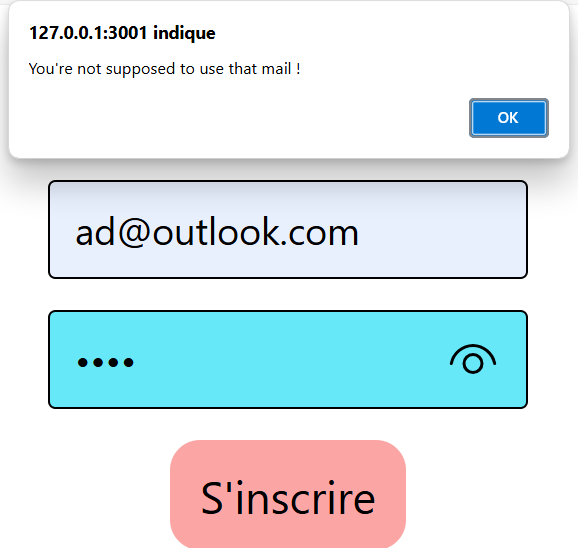 127.0.0.1:3001 indique
You're not supposed to use that mail !
OK
ad@outlook.com
••••
S'inscrire